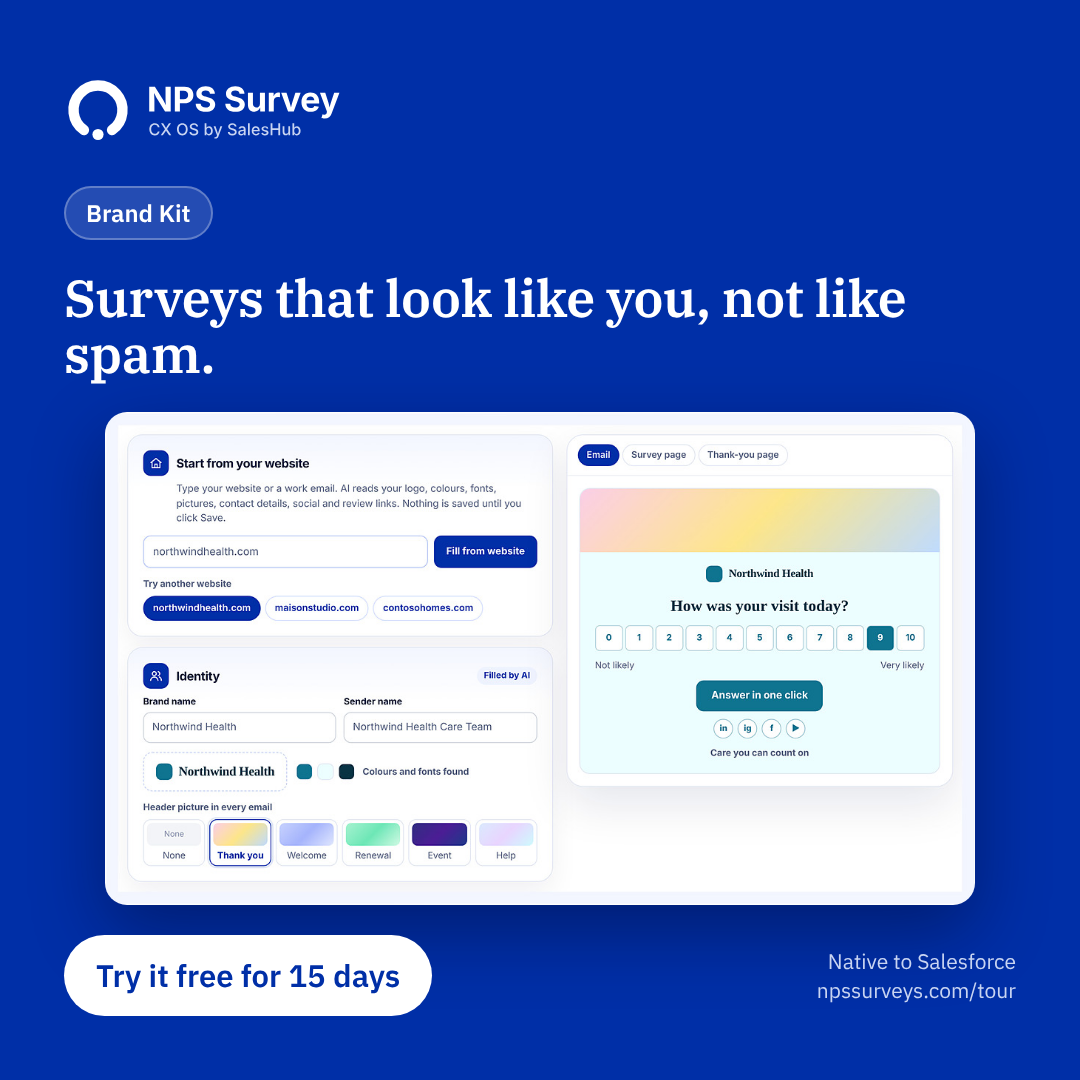 NPS Survey
CX OS by SalesHub
Brand Kit
Surveys that look like you, not like
spam.
Start from your website
Type your website or a work email. AI reads your logo, colours, fonts,
pictures, contact details, social and review links. Nothing is saved until you
click Save.
northwindhealth.com
Fill from website
Try another website
northwindhealth.com
maisonstudio.com
contosohomes.com
Identity
Filled by AI
Brand name
Sender name
Northwind Health
Northwind Health Care Team
Northwind Health
Colours and fonts found
Header picture in every email
None
None
Thank you
Welcome
Renewal
Event
Help
Email
Survey page
Thank-you page
Northwind Health
How was your visit today?
0 1 2 3 4 5 6 7 8 9 10
Not likely
Very likely
Answer in one click
in
ig
f
Care you can count on
Try it free for 15 days
Native to Salesforce
npssurveys.com/tour